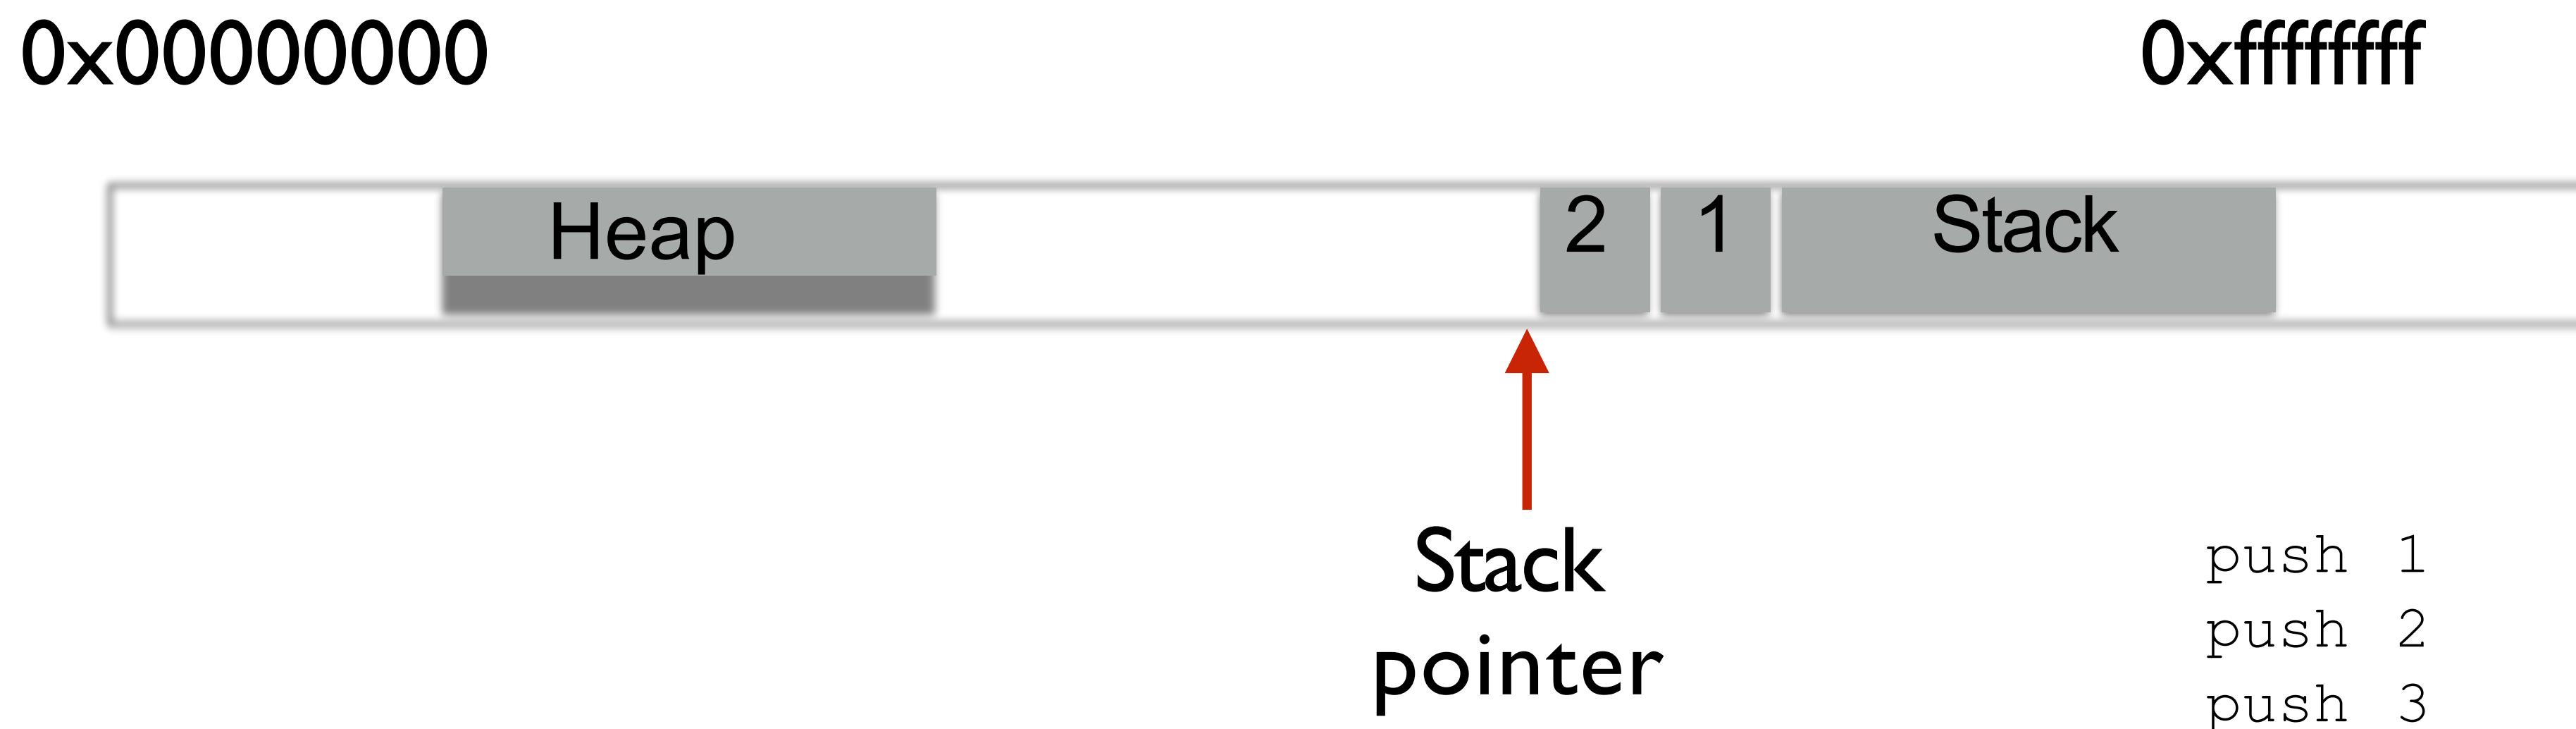 0x00000000 0xffffffff
Heap 2 1 Stack
Stack
pointer
push 1
push 2
push 3